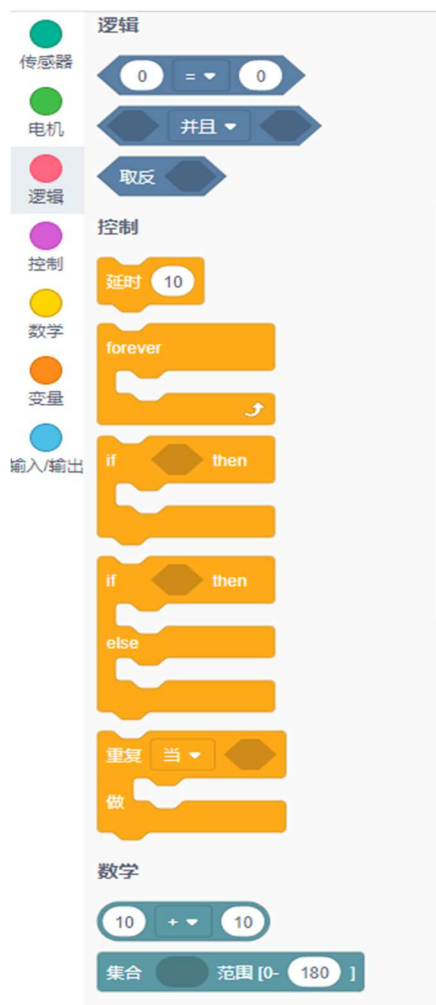 传感器
电机
逻辑
控制
数学
变量
输入/输出
逻辑
0 = 0
并且
取反
控制
延时 10
forever
if then
if then
else
重复 当
做
数学
10 + 10
集合 范围 [0- 180 ]